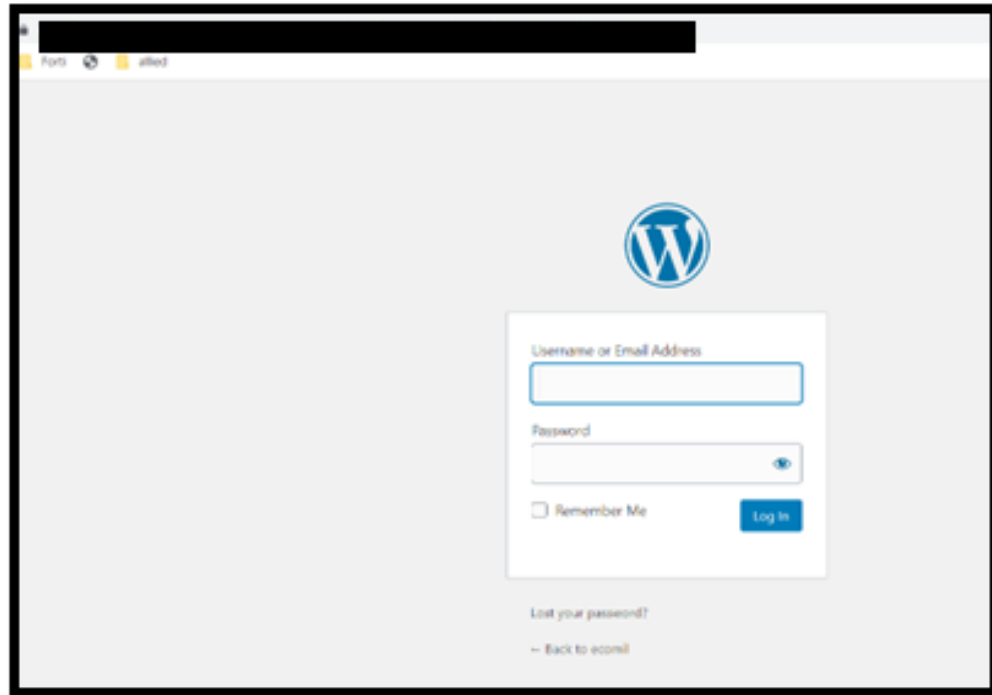 Forti allied
Username or Email Address
Password
Remember Me
Log In
Lost your password?
← Back to ecomil